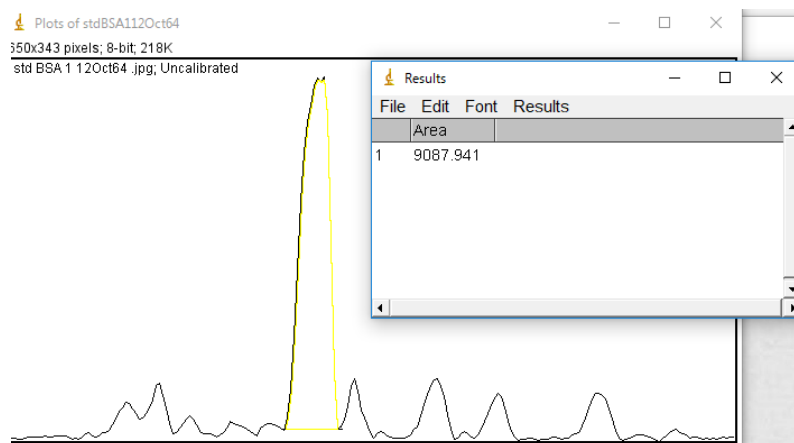 Plots of stdBSA112Oct64
650x343 pixels; 8-bit; 218K
std BSA 1 12Oct64 .jpg; Uncalibrated
Results
File Edit Font Results
Area
1 9087.941